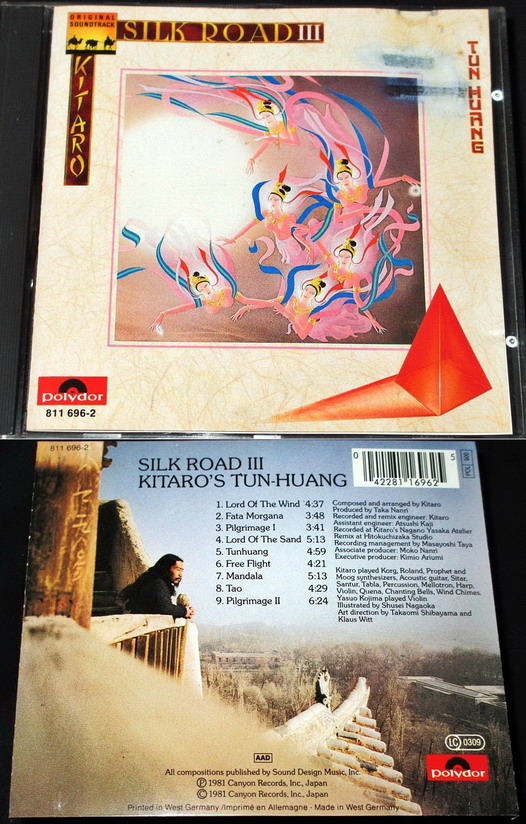 ORIGINAL
SOUNDTRACK
SILK ROAD III
KITARO
TUN HUANG
polydor
811 696-2
811 696-2
SILK ROAD III
KITARO'S TUN-HUANG
0 42281 16962 5
POL 900
1. Lord Of The Wind 4:37
2. Fata Morgana 3:48
3. Pilgrimage I 3:41
4. Lord Of The Sand 5:13
5. Tunhuang 4:59
6. Free Flight 4:21
7. Mandala 5:13
8. Tao 4:29
9. Pilgrimage II 6:24
Composed and arranged by Kitaro
Produced by Taka Nanri
Recorded and remix engineer: Kitaro
Assistant engineer: Atsushi Kaji
Recorded at Kitaro's Nagano Yasaka Atelier
Remix at Hitokuchizaka Studio
Recording management by Masayoshi Taya
Associate producer: Moko Nanri
Executive producer: Kimio Ariumi
Kitaro played Korg, Roland, Prophet and
Moog synthesizers, Acoustic guitar, Sitar,
Santur, Tabla, Percussion, Mellotron, Harp,
Violin, Quena, Chanting Bells, Wind Chimes.
Yasuo Kojima played Violin
Illustrated by Shusei Nagaoka
Art direction by Takaomi Shibayama and
Klaus Witt
LC 0309
AAD
polydor
All compositions published by Sound Design Music, Inc.
℗ 1981 Canyon Records, Inc., Japan
© 1981 Canyon Records, Inc., Japan
Printed in West Germany/Imprimé en Allemagne - Made in West Germany